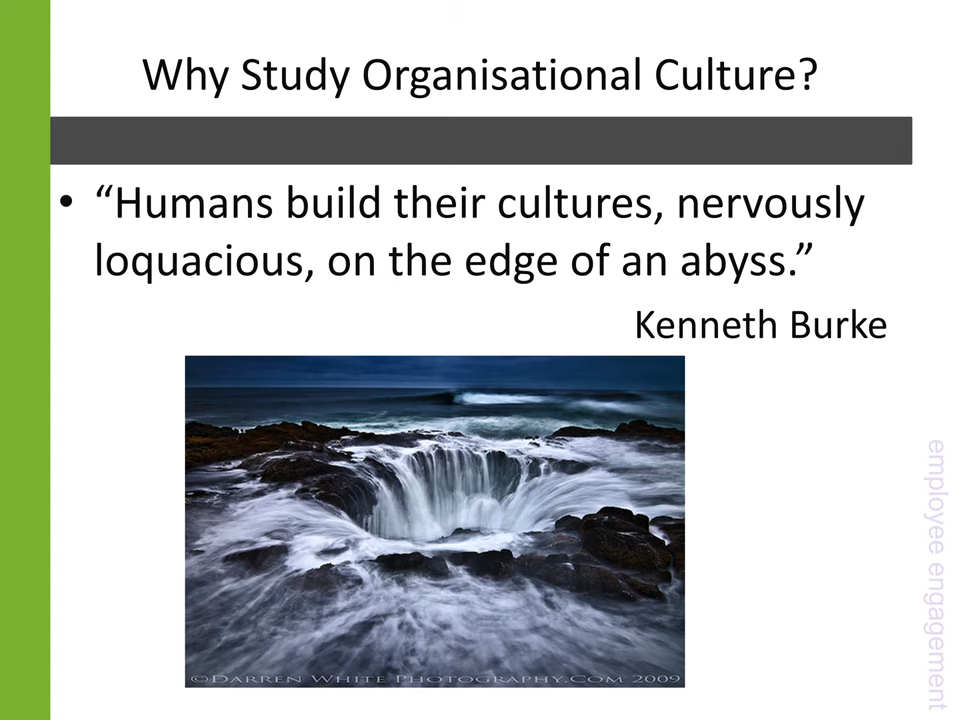 Why Study Organisational Culture?
• “Humans build their cultures, nervously
loquacious, on the edge of an abyss.”
Kenneth Burke
©Darren White Photography.Com 2009
employee engagement